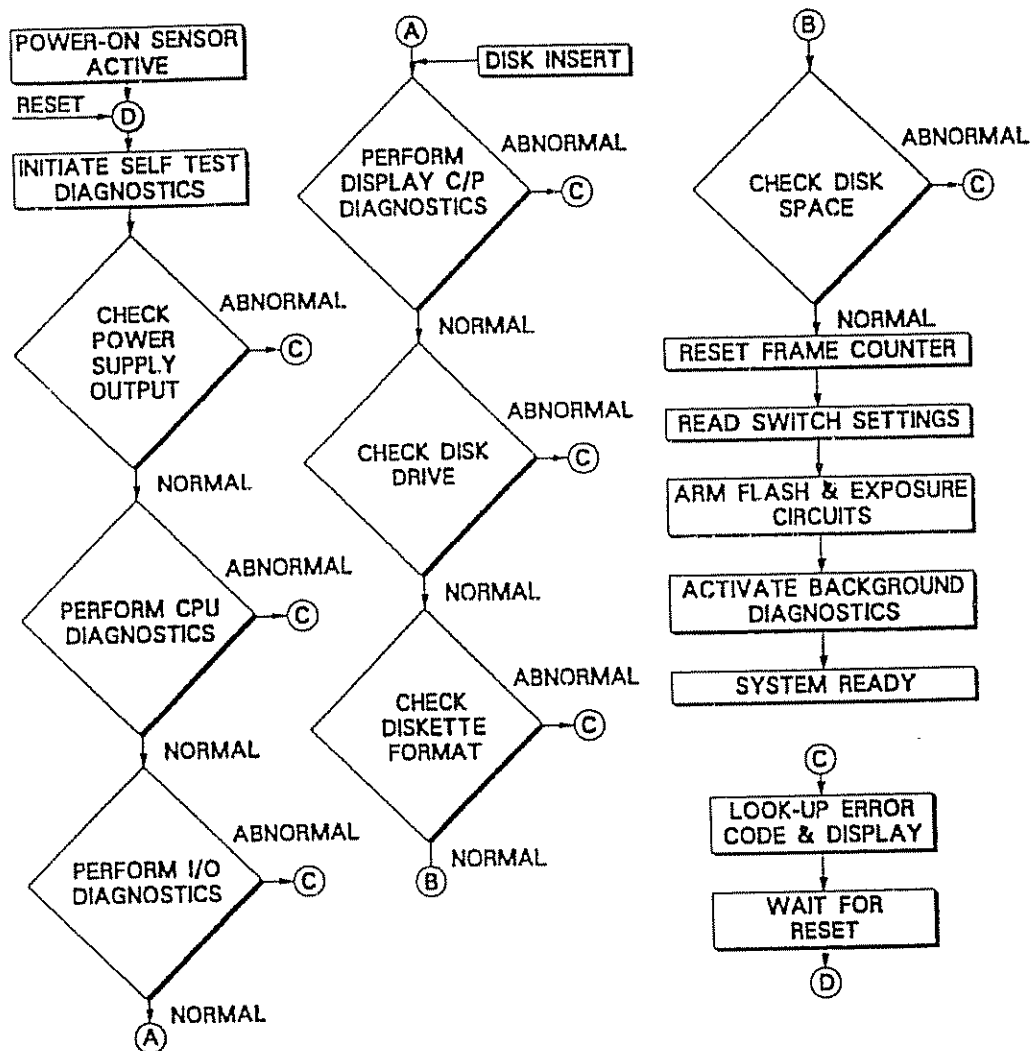 POWER-ON SENSOR
ACTIVE
RESET
D
INITIATE SELF TEST
DIAGNOSTICS
CHECK
POWER
SUPPLY
OUTPUT
ABNORMAL
C
NORMAL
PERFORM CPU
DIAGNOSTICS
ABNORMAL
C
NORMAL
PERFORM I/O
DIAGNOSTICS
ABNORMAL
C
NORMAL
A
A
DISK INSERT
PERFORM
DISPLAY C/P
DIAGNOSTICS
ABNORMAL
C
NORMAL
CHECK DISK
DRIVE
ABNORMAL
C
NORMAL
CHECK
DISKETTE
FORMAT
ABNORMAL
C
NORMAL
B
B
CHECK DISK
SPACE
ABNORMAL
C
NORMAL
RESET FRAME COUNTER
READ SWITCH SETTINGS
ARM FLASH & EXPOSURE
CIRCUITS
ACTIVATE BACKGROUND
DIAGNOSTICS
SYSTEM READY
C
LOOK-UP ERROR
CODE & DISPLAY
WAIT FOR
RESET
D